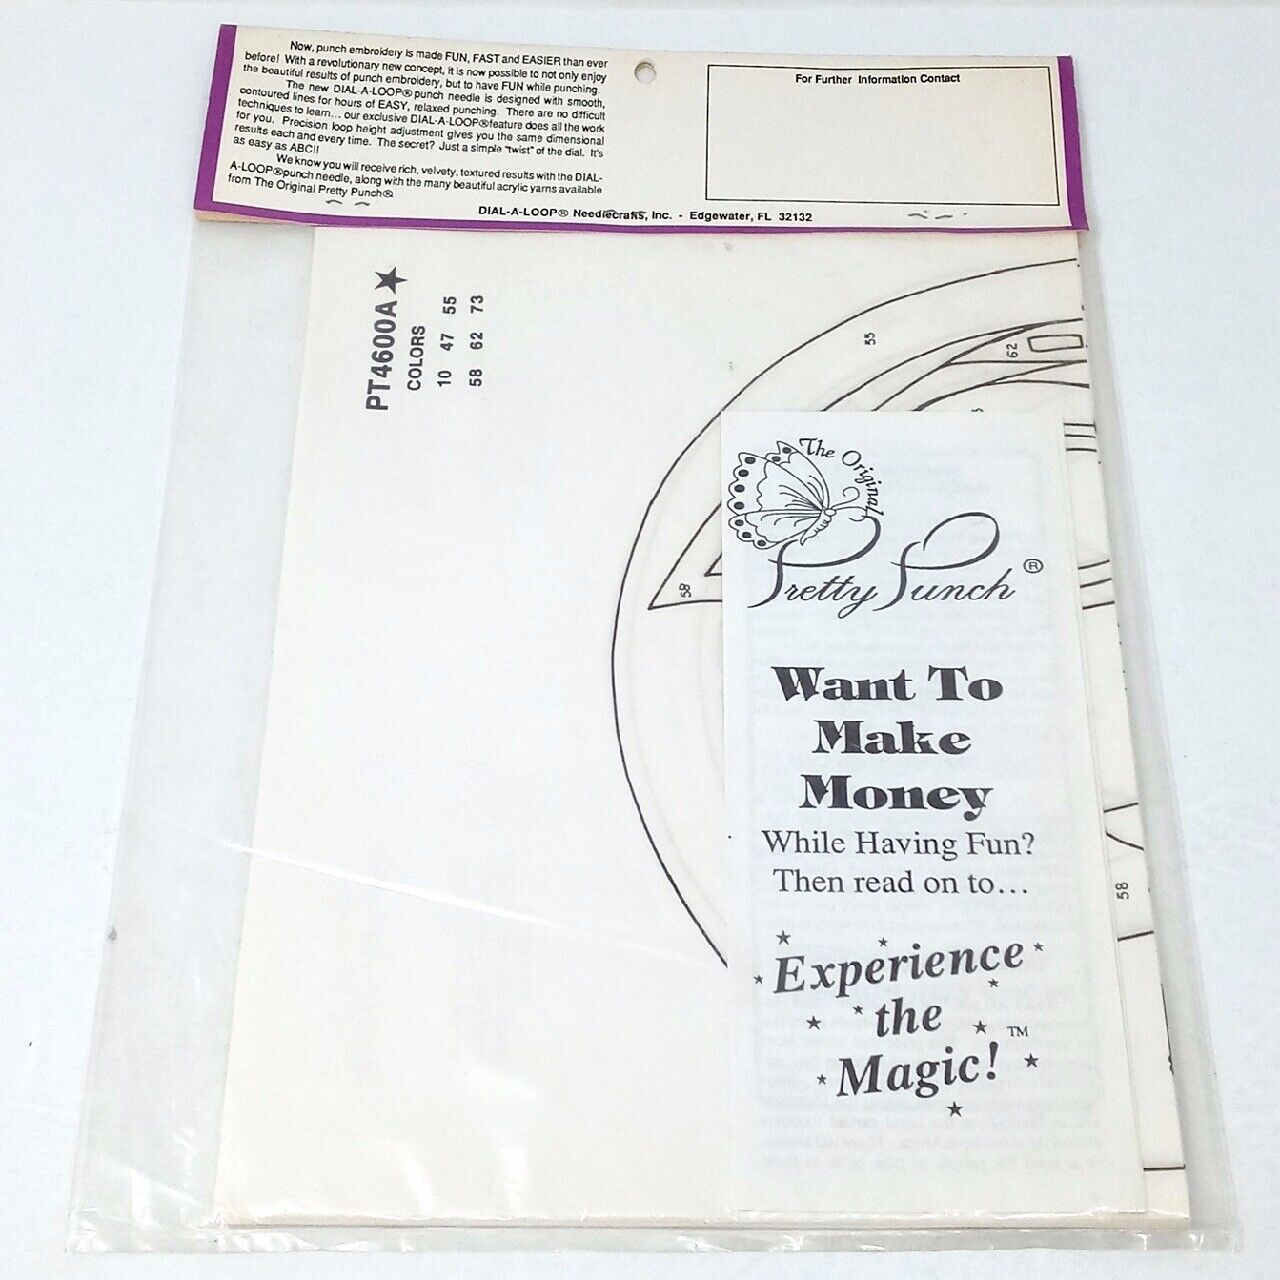 Now, punch embroidery is made FUN, FAST and EASIER than ever
before! With a revolutionary new concept, it is now possible to not only enjoy
the beautiful results of punch embroidery, but to have FUN while punching.
The new DIAL-A-LOOP® punch needle is designed with smooth,
contoured lines for hours of EASY, relaxed punching. There are no difficult
techniques to learn... our exclusive DIAL-A-LOOP® feature does all the work
for you. Precision loop height adjustment gives you the same dimensional
results each and every time. The secret? Just a simple "twist" of the dial. It's
as easy as ABC!!
We know you will receive rich, velvety, textured results with the DIAL-
A-LOOP® punch needle, along with the many beautiful acrylic yarns available
from The Original Pretty Punch®
For Further Information Contact
DIAL-A-LOOP® Needlecrafts, Inc. - Edgewater, FL 32132
PT4600A★
COLORS
10 47 55
58 62 73
55
62
58
58
The Original
Pretty Punch®
Want To
Make
Money
While Having Fun?
Then read on to...
Experience
the
Magic!™